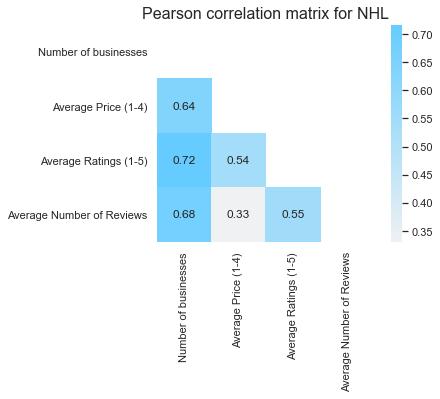 Pearson correlation matrix for NHL
Number of businesses
Average Price (1-4)
0.64
Average Ratings (1-5)
0.72 0.54
Average Number of Reviews
0.68 0.33 0.55
Number of businesses
Average Price (1-4)
Average Ratings (1-5)
Average Number of Reviews
0.70
0.65
0.60
0.55
0.50
0.45
0.40
0.35